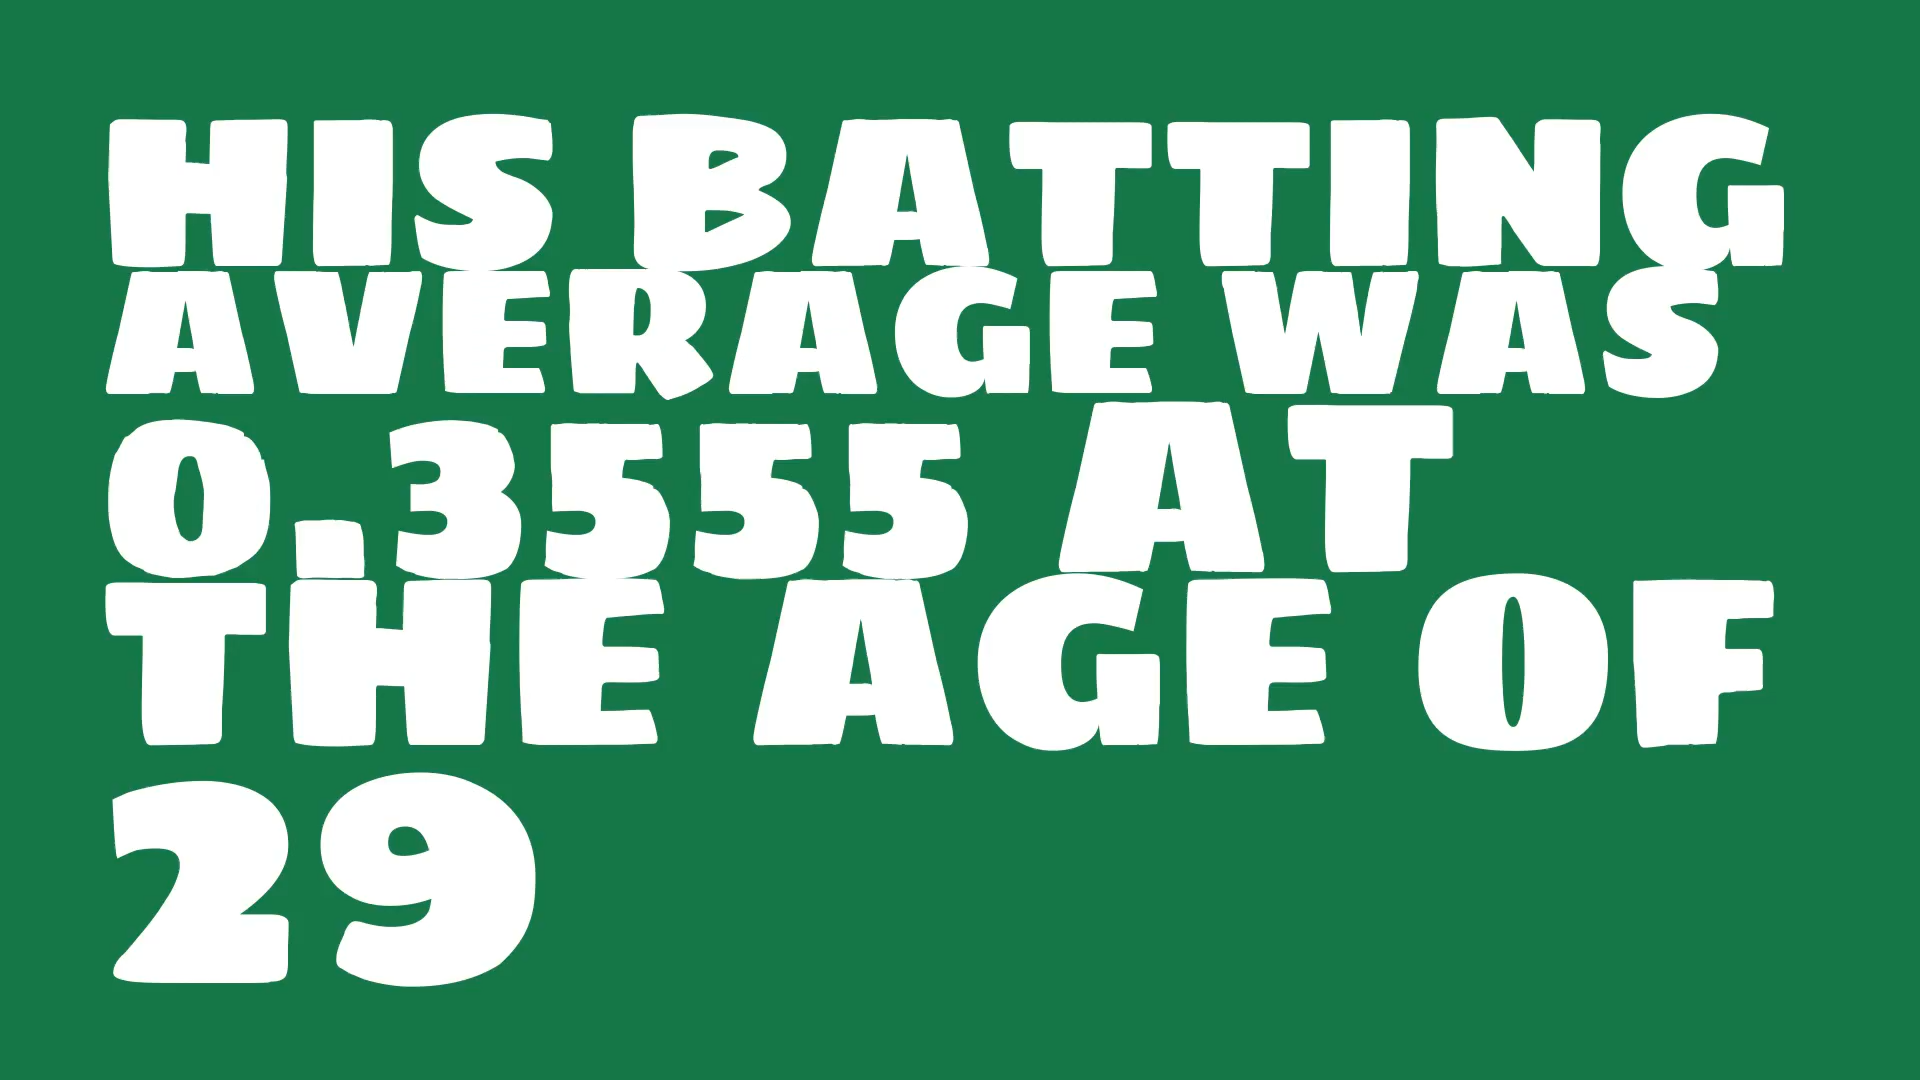 HIS BATTING
AVERAGE WAS
0.3555 AT
THE AGE OF
29